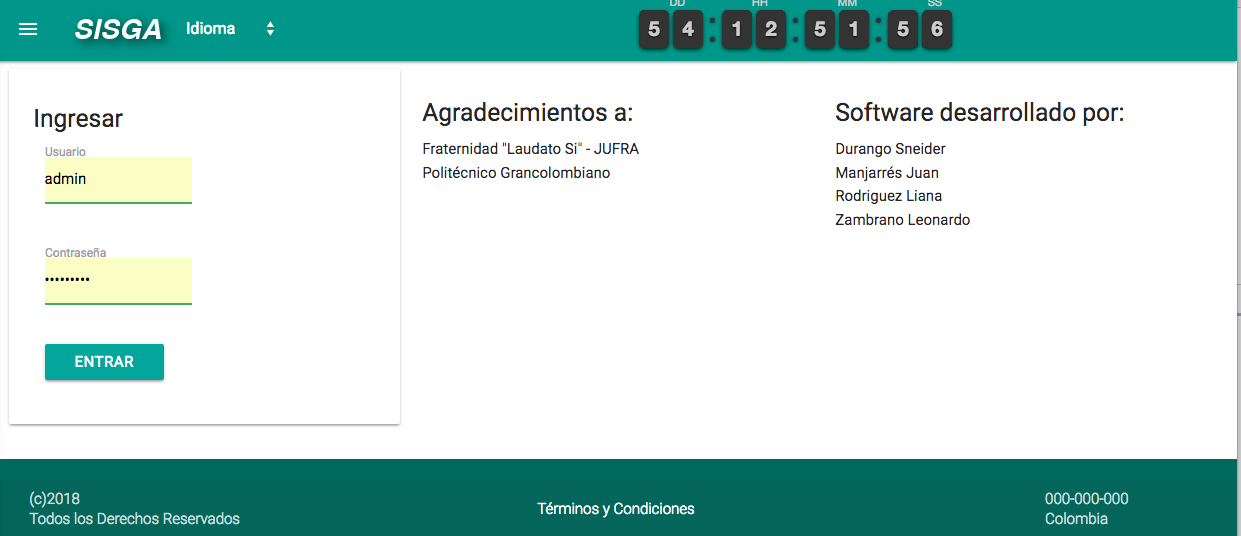 SISGA
Idioma
DD HH MM SS
54:12:51:56
Ingresar
Usuario
admin
Contraseña
•••••••••
ENTRAR
Agradecimientos a:
Fraternidad "Laudato Si" - JUFRA
Politécnico Grancolombiano
Software desarrollado por:
Durango Sneider
Manjarrés Juan
Rodriguez Liana
Zambrano Leonardo
(c)2018
Todos los Derechos Reservados
Términos y Condiciones
000-000-000
Colombia